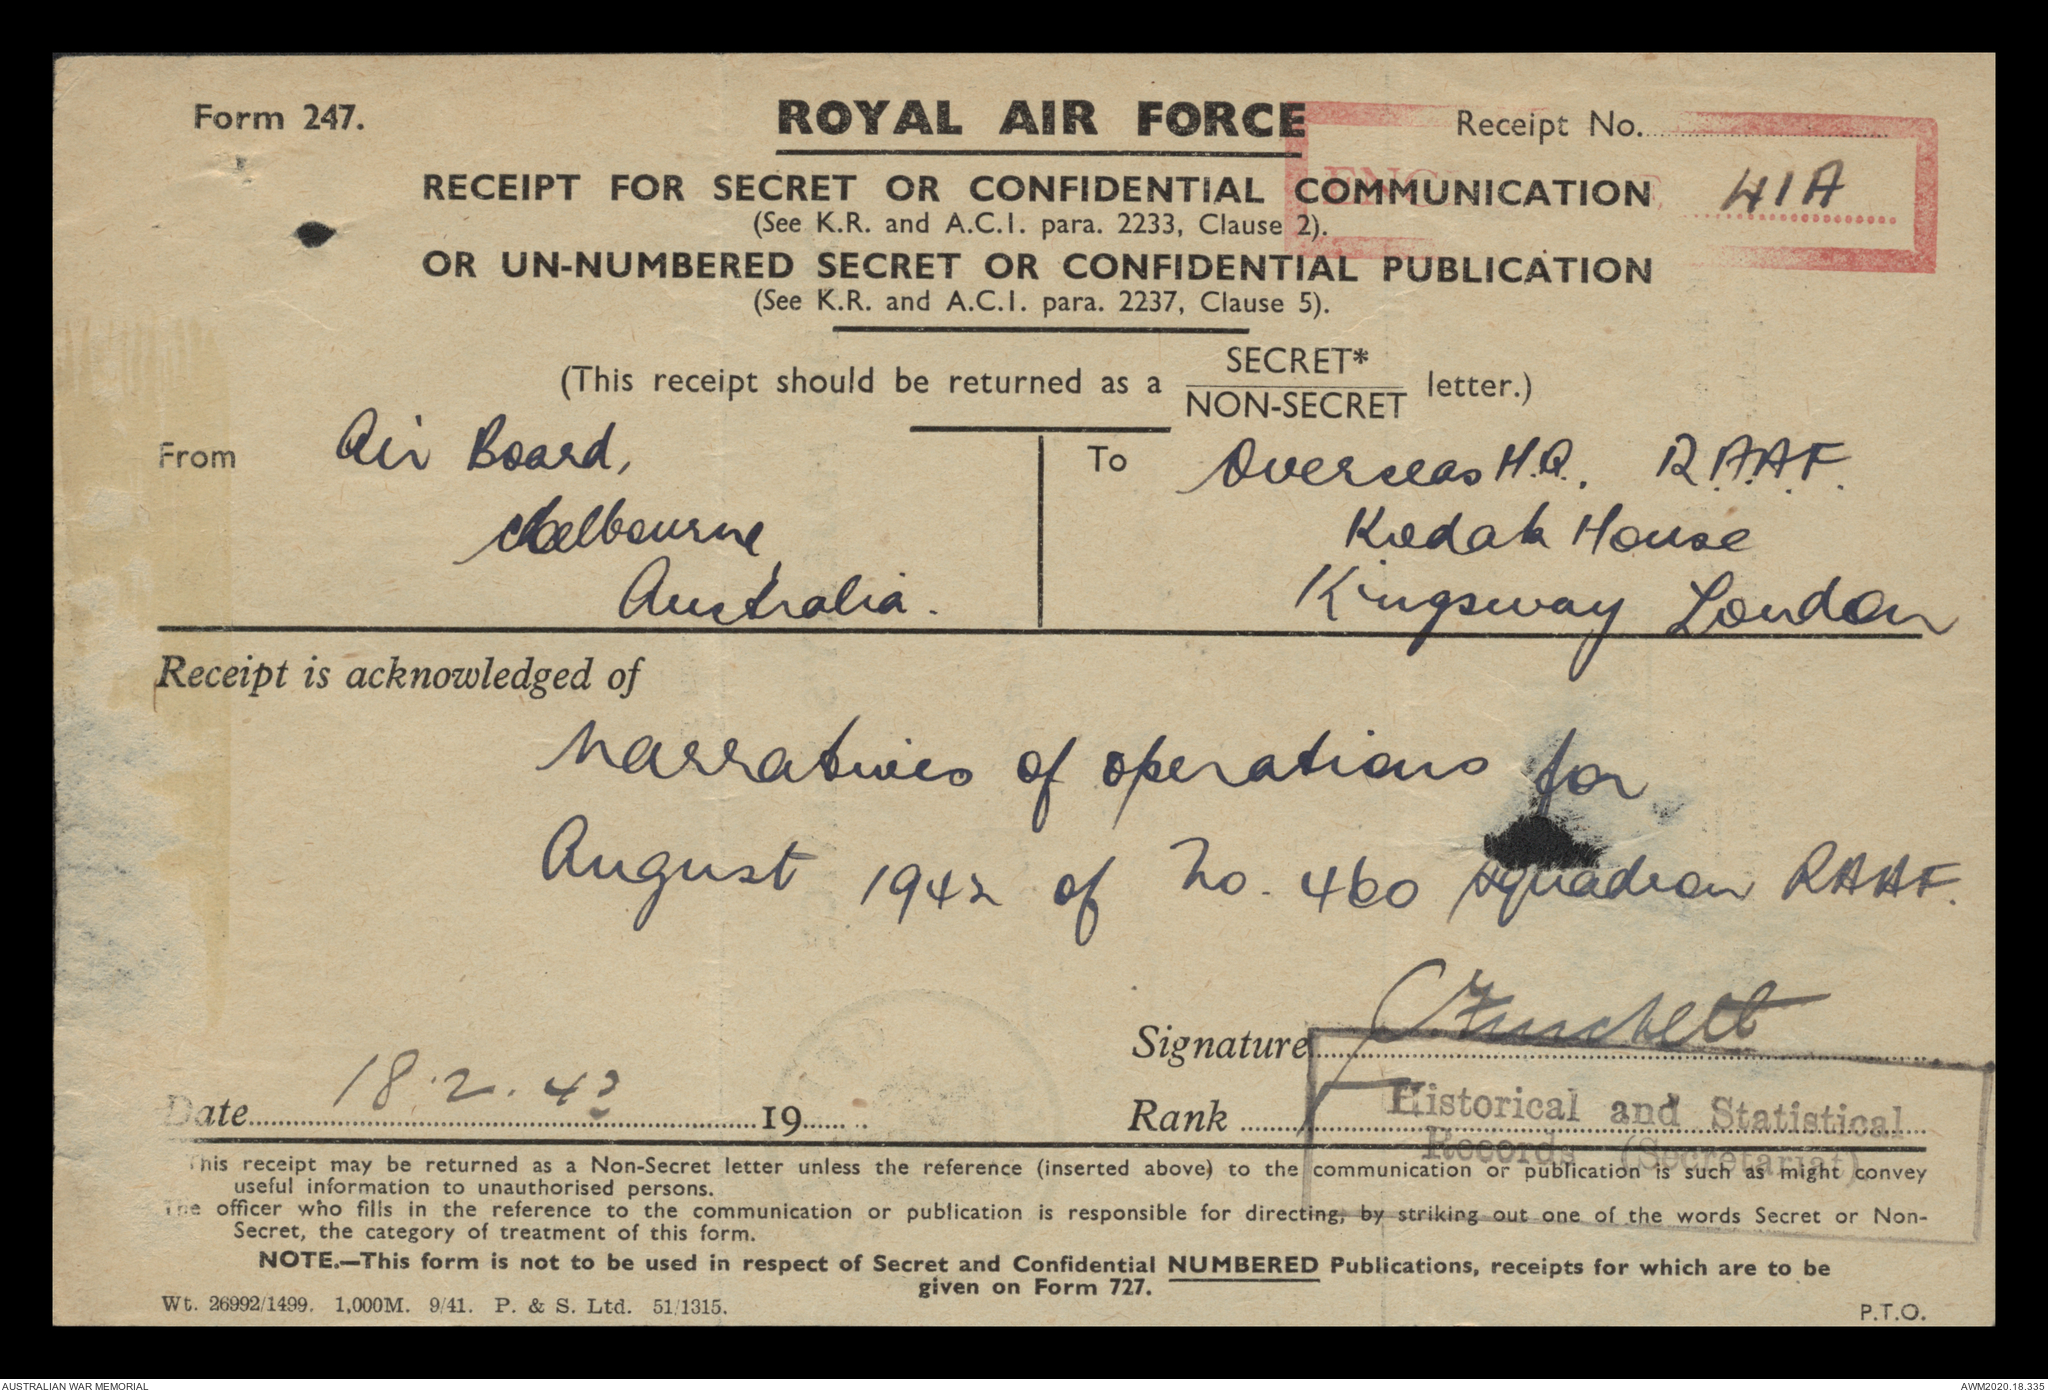 Form 247.
ROYAL AIR FORCE
Receipt No.
41A
RECEIPT FOR SECRET OR CONFIDENTIAL COMMUNICATION
(See K.R. and A.C.I. para. 2233, Clause 2).
OR UN-NUMBERED SECRET OR CONFIDENTIAL PUBLICATION
(See K.R. and A.C.I. para. 2237, Clause 5).
(This receipt should be returned as a SECRET* / NON-SECRET letter.)
From Air Board,
Melbourne,
Australia.
To Overseas H.Q. R.A.A.F.
Kodak House
Kingsway London
Receipt is acknowledged of
Narratives of operations for
August 1942 of No. 460 Squadron RAAF.
Signature
Date 18.2.43 19
Rank
Historical and Statistical
Records (Secretariat)
This receipt may be returned as a Non-Secret letter unless the reference (inserted above) to the communication or publication is such as might convey
useful information to unauthorised persons.
The officer who fills in the reference to the communication or publication is responsible for directing, by striking out one of the words Secret or Non-
Secret, the category of treatment of this form.
NOTE.—This form is not to be used in respect of Secret and Confidential NUMBERED Publications, receipts for which are to be
given on Form 727.
Wt. 26992/1499. 1,000M. 9/41. P. & S. Ltd. 51/1315.
P.T.O.
AUSTRALIAN WAR MEMORIAL
AWM2020.18.335